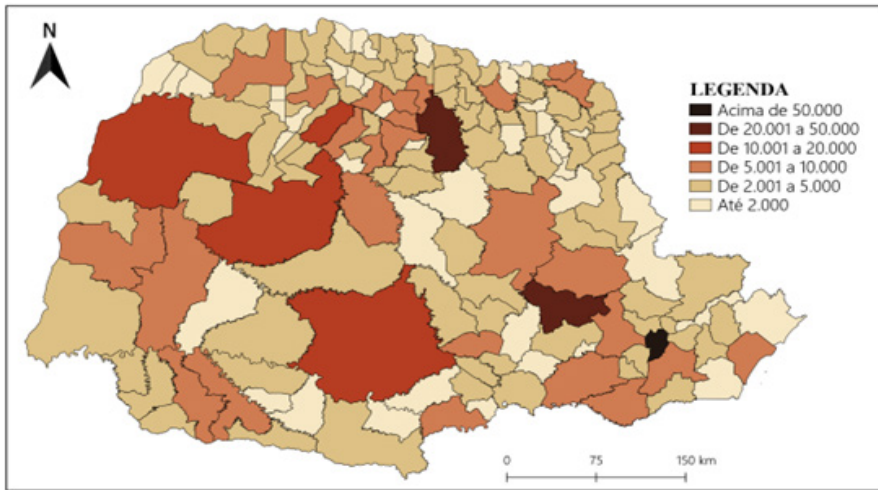 N
LEGENDA
Acima de 50.000
De 20.001 a 50.000
De 10.001 a 20.000
De 5.001 a 10.000
De 2.001 a 5.000
Até 2.000
0 75 150 km